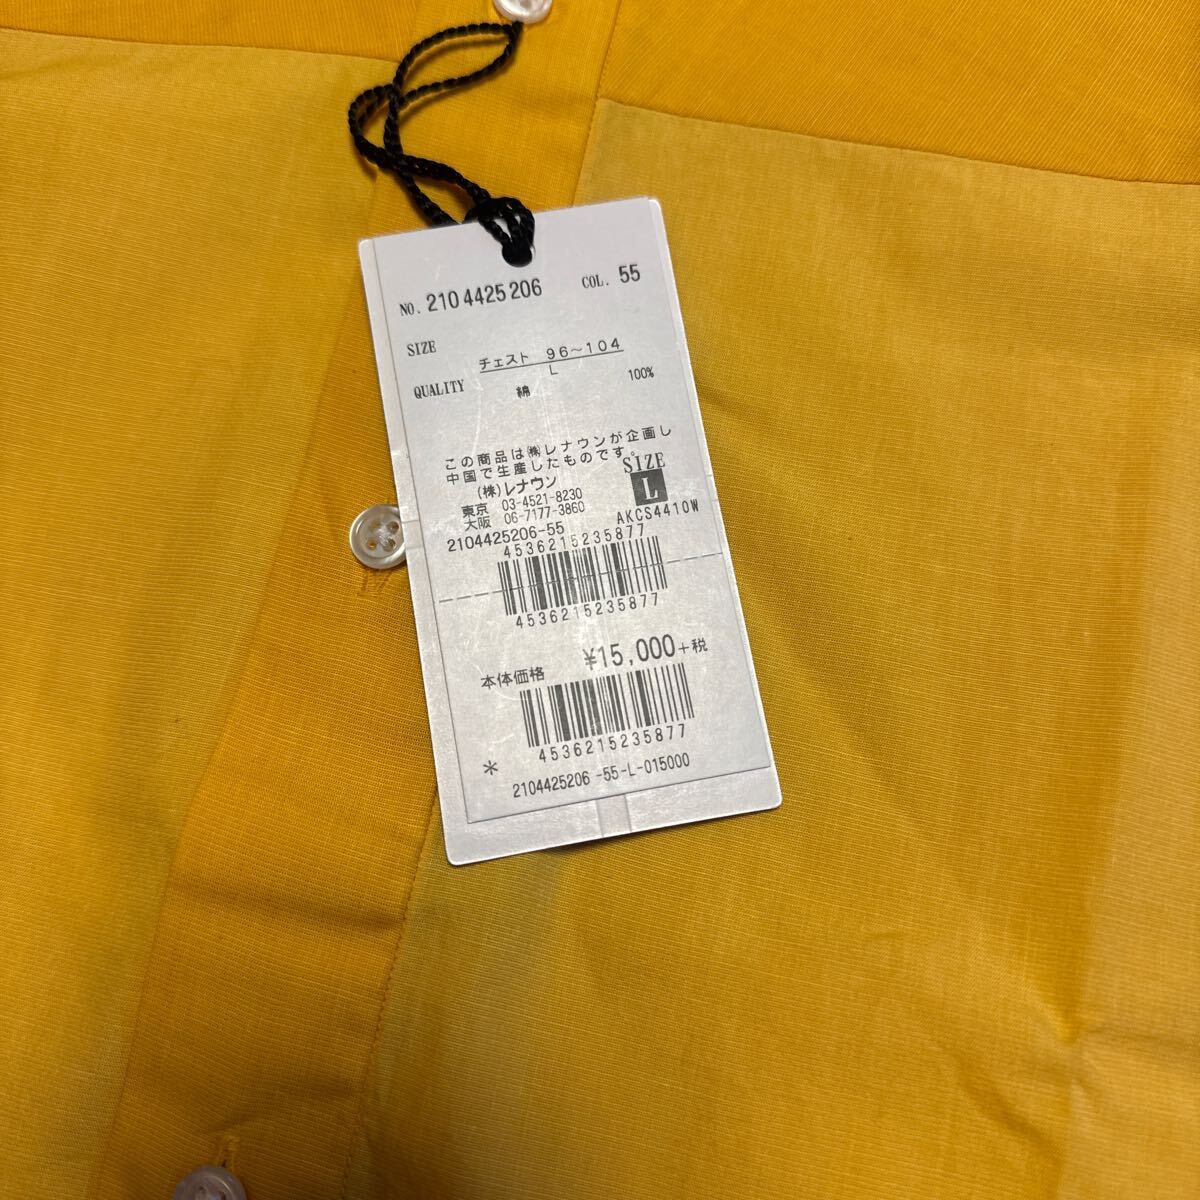 NO. 2104425206 COL. 55
SIZE
チェスト 96~104
L
QUALITY 綿 100%
この商品は㈱レナウンが企画し
中国で生産したものです。
(株)レナウン
東京 03-4521-8230
大阪 06-7177-3860
SIZE
L
2104425206-55 AKCS4410W
4536215235877
4536215235877
本体価格 ¥15,000+税
4536215235877
*
2104425206-55-L-015000